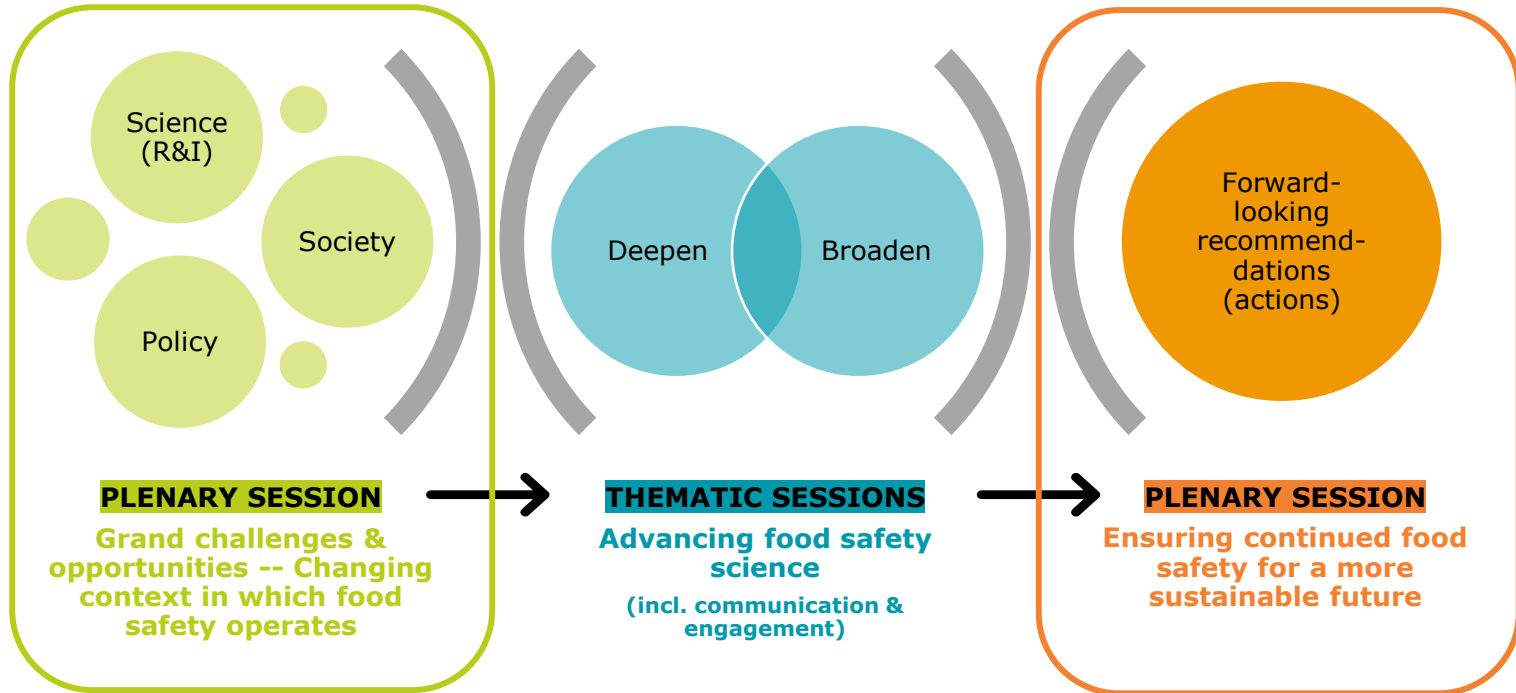 Science
(R&I)
Society
Policy
Deepen
Broaden
Forward-
looking
recommend-
dations
(actions)
PLENARY SESSION
Grand challenges &
opportunities -- Changing
context in which food
safety operates
THEMATIC SESSIONS
Advancing food safety
science
(incl. communication &
engagement)
PLENARY SESSION
Ensuring continued food
safety for a more
sustainable future